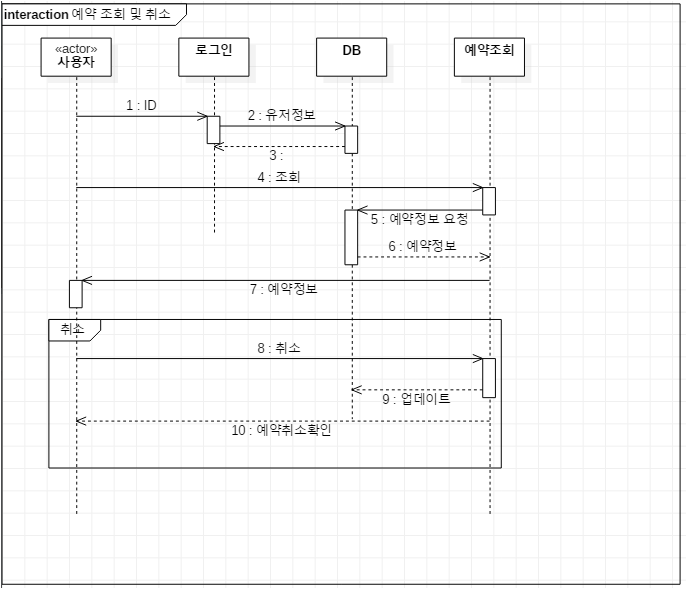 interaction 예약 조회 및 취소
«actor»
사용자
로그인
DB
예약조회
1 : ID
2 : 유저정보
3 :
4 : 조회
5 : 예약정보 요청
6 : 예약정보
7 : 예약정보
취소
8 : 취소
9 : 업데이트
10 : 예약취소확인